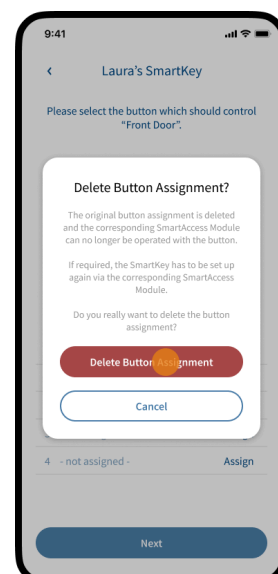 9:41
Laura's SmartKey
Please select the button which should control
"Front Door".
Delete Button Assignment?
The original button assignment is deleted
and the corresponding SmartAccess Module
can no longer be operated with the button.
If required, the SmartKey has to be set up
again via the corresponding SmartAccess
Module.
Do you really want to delete the button
assignment?
Delete Button Assignment
Cancel
4 - not assigned - Assign
Next